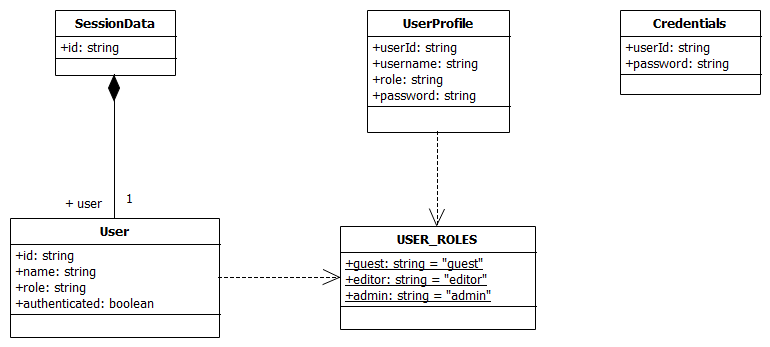 SessionData
+id: string
UserProfile
+userId: string
+username: string
+role: string
+password: string
Credentials
+userId: string
+password: string
+ user
1
User
+id: string
+name: string
+role: string
+authenticated: boolean
USER_ROLES
+guest: string = "guest"
+editor: string = "editor"
+admin: string = "admin"